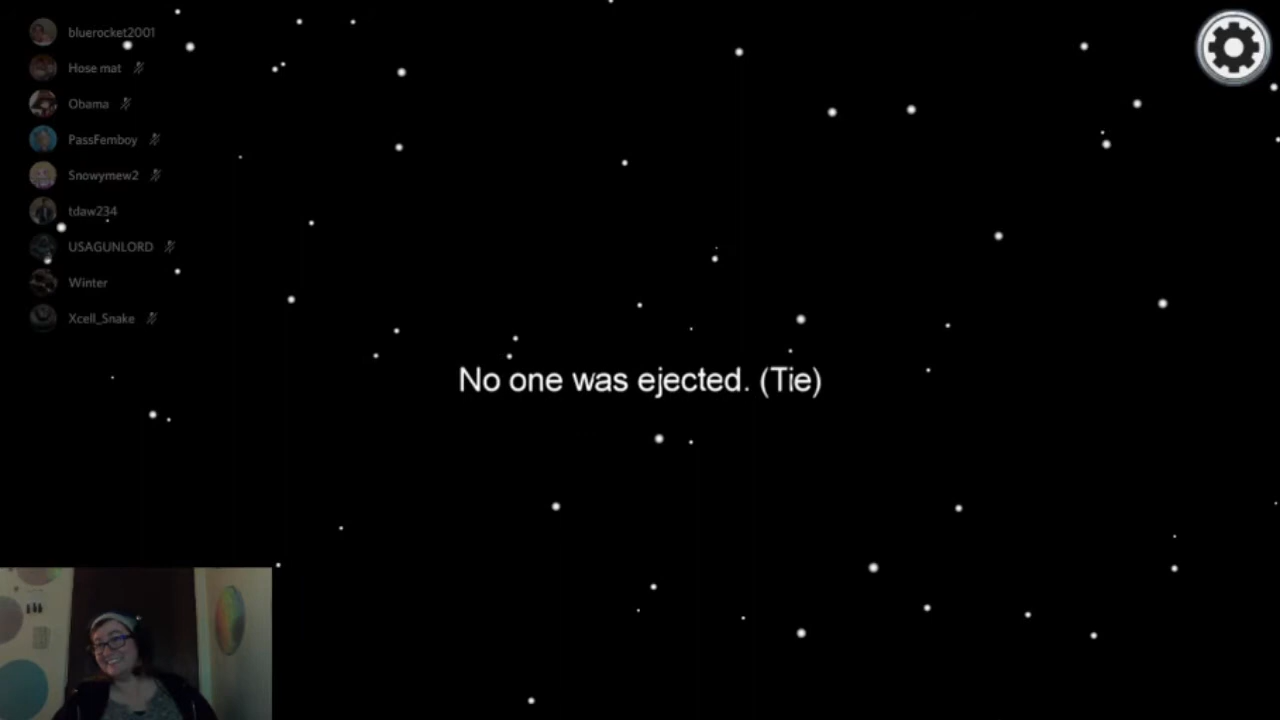 bluerocket2001
Hose mat
Obama
PassFemboy
Snowymew2
tdaw234
USAGUNLORD
Winter
Xcell_Snake
No one was ejected. (Tie)